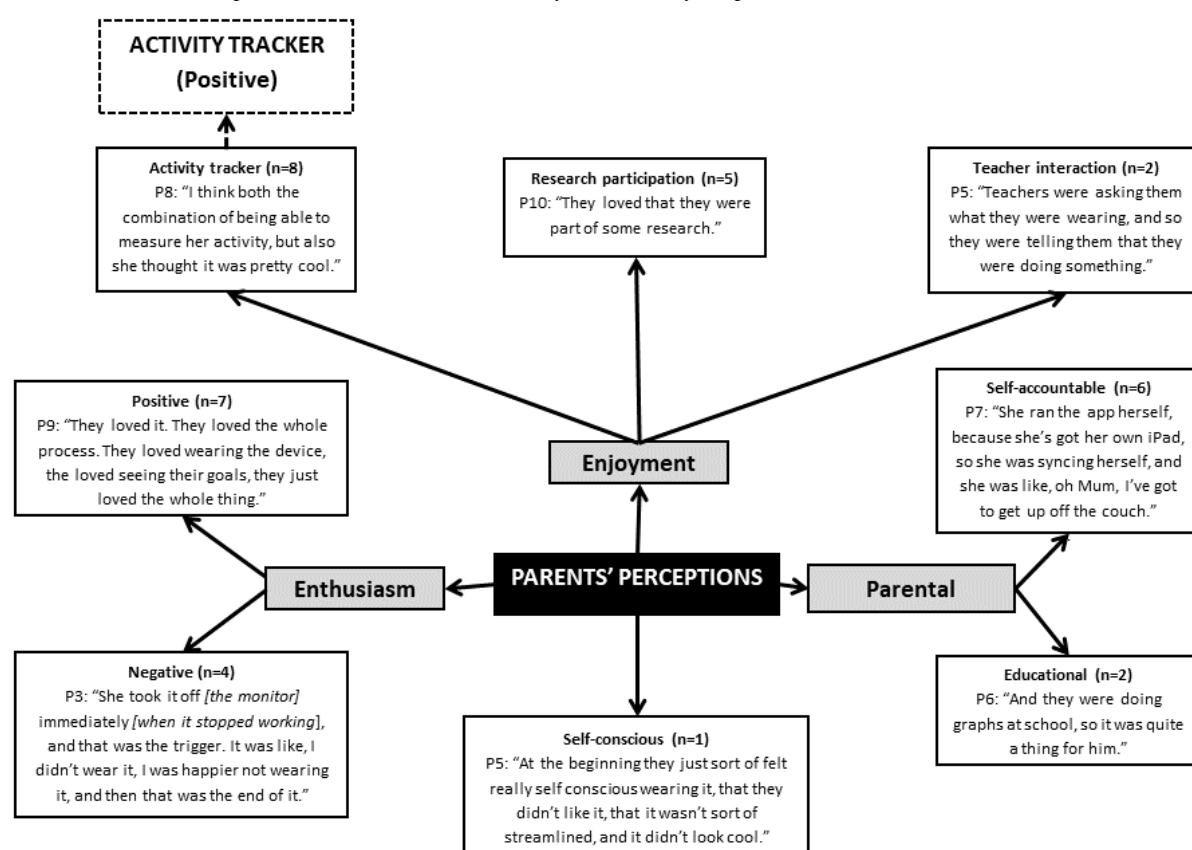 ACTIVITY TRACKER
(Positive)
Activity tracker (n=8)
P8: “I think both the
combination of being able to
measure her activity, but also
she thought it was pretty cool.”
Research participation (n=5)
P10: “They loved that they were
part of some research.”
Teacher interaction (n=2)
P5: “Teachers were asking them
what they were wearing, and so
they were telling them that they
were doing something.”
Positive (n=7)
P9: “They loved it. They loved the whole
process. They loved wearing the device,
the loved seeing their goals, they just
loved the whole thing.”
Enjoyment
Self-accountable (n=6)
P7: “She ran the app herself,
because she’s got her own iPad,
so she was syncing herself, and
she was like, oh Mum, I’ve got
to get up off the couch.”
Enthusiasm
PARENTS’ PERCEPTIONS
Parental
Negative (n=4)
P3: “She took it off [the monitor]
immediately [when it stopped working],
and that was the trigger. It was like, I
didn’t wear it, I was happier not wearing
it, and then that was the end of it.”
Self-conscious (n=1)
P5: “At the beginning they just sort of felt
really self conscious wearing it, that they
didn’t like it, that it wasn’t sort of
streamlined, and it didn’t look cool.”
Educational (n=2)
P6: “And they were doing
graphs at school, so it was quite
a thing for him.”